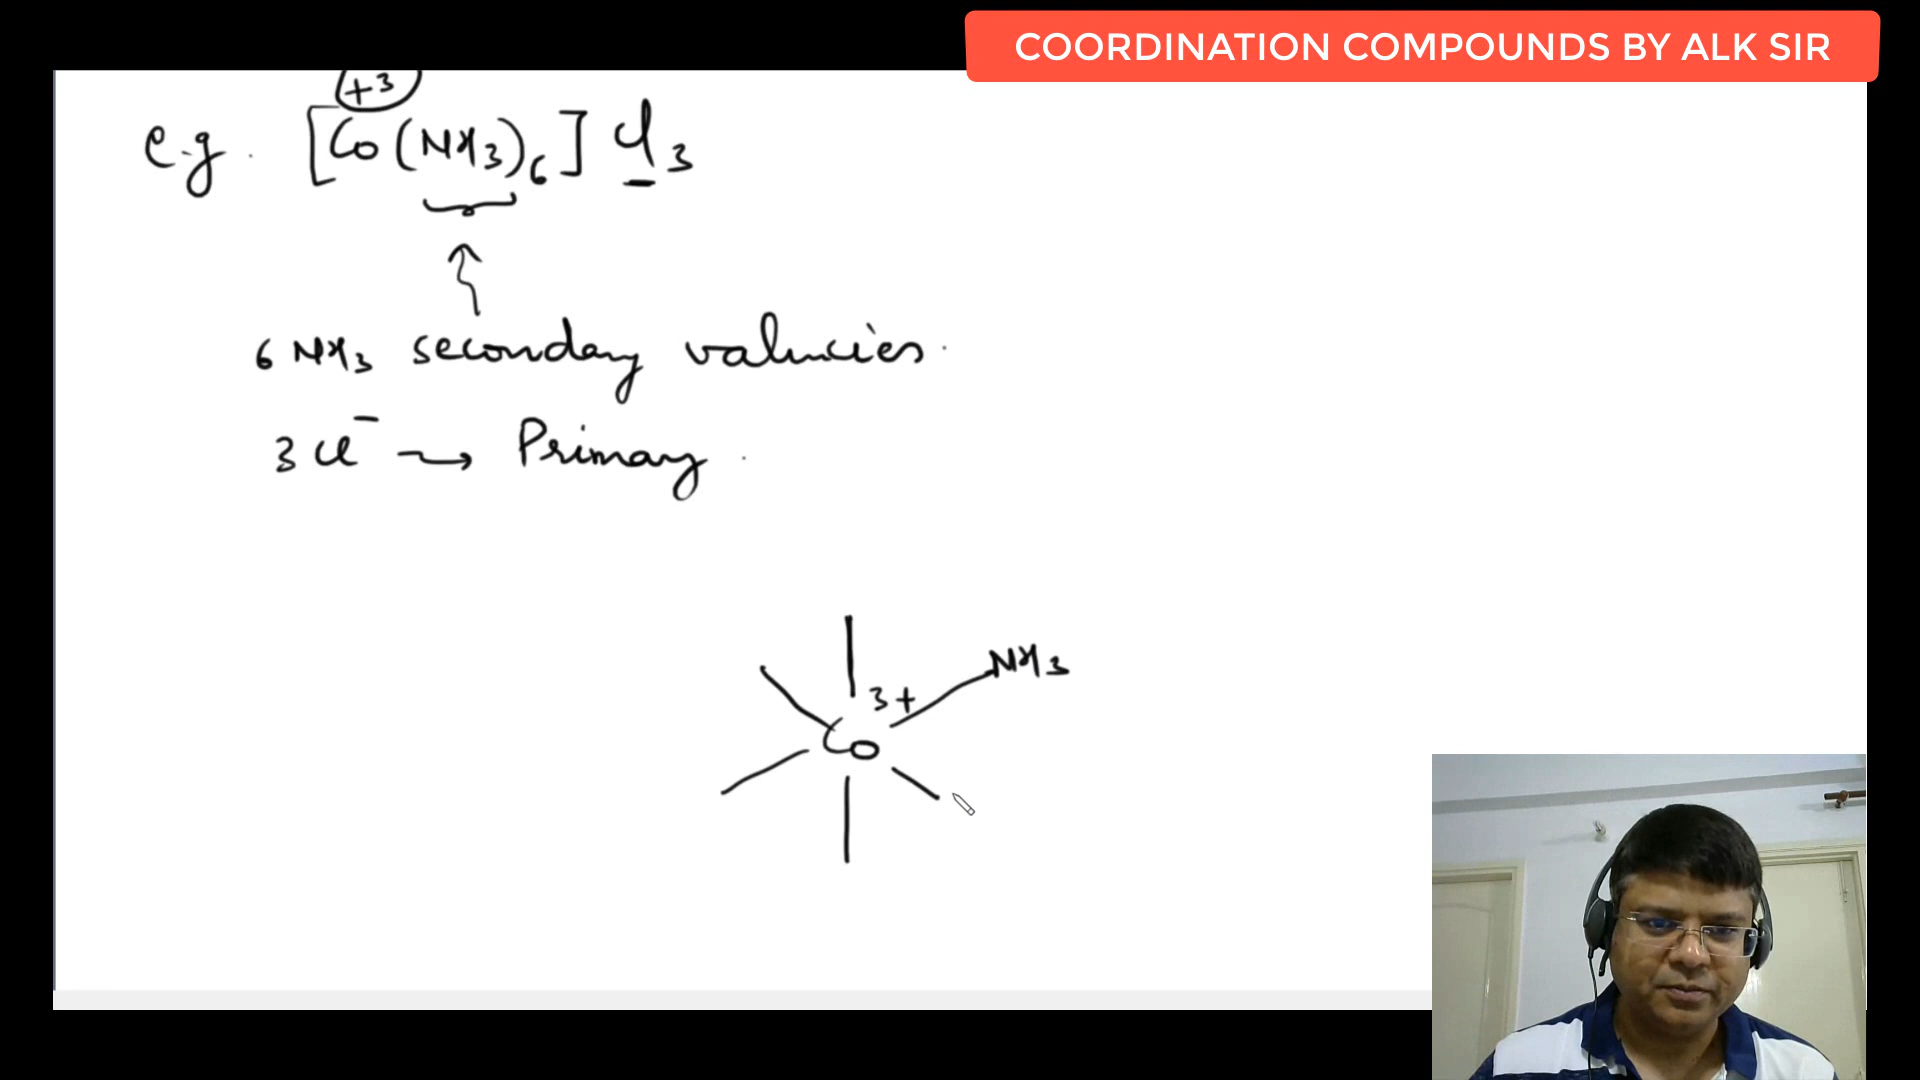 COORDINATION COMPOUNDS BY ALK SIR
+3
e.g. [Co(NH3)6] Cl3
6 NH3 secondary valencies.
3 Cl- → Primary.
NH3
3+
Co